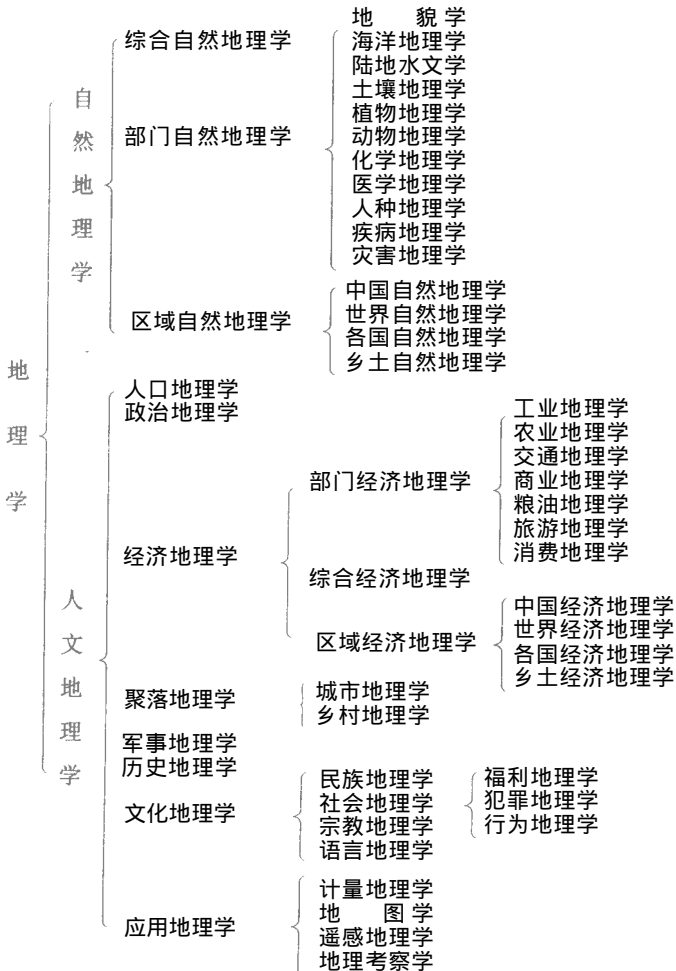 地理学
自然地理学
综合自然地理学
部门自然地理学
地 貌学
海洋地理学
陆地水文学
土壤地理学
植物地理学
动物地理学
化学地理学
医学地理学
人种地理学
疾病地理学
灾害地理学
区域自然地理学
中国自然地理学
世界自然地理学
各国自然地理学
乡土自然地理学
人文地理学
人口地理学
政治地理学
经济地理学
部门经济地理学
工业地理学
农业地理学
交通地理学
商业地理学
粮油地理学
旅游地理学
消费地理学
综合经济地理学
区域经济地理学
中国经济地理学
世界经济地理学
各国经济地理学
乡土经济地理学
聚落地理学
城市地理学
乡村地理学
军事地理学
历史地理学
文化地理学
民族地理学
社会地理学
福利地理学
犯罪地理学
行为地理学
宗教地理学
语言地理学
应用地理学
计量地理学
地 图学
遥感地理学
地理考察学